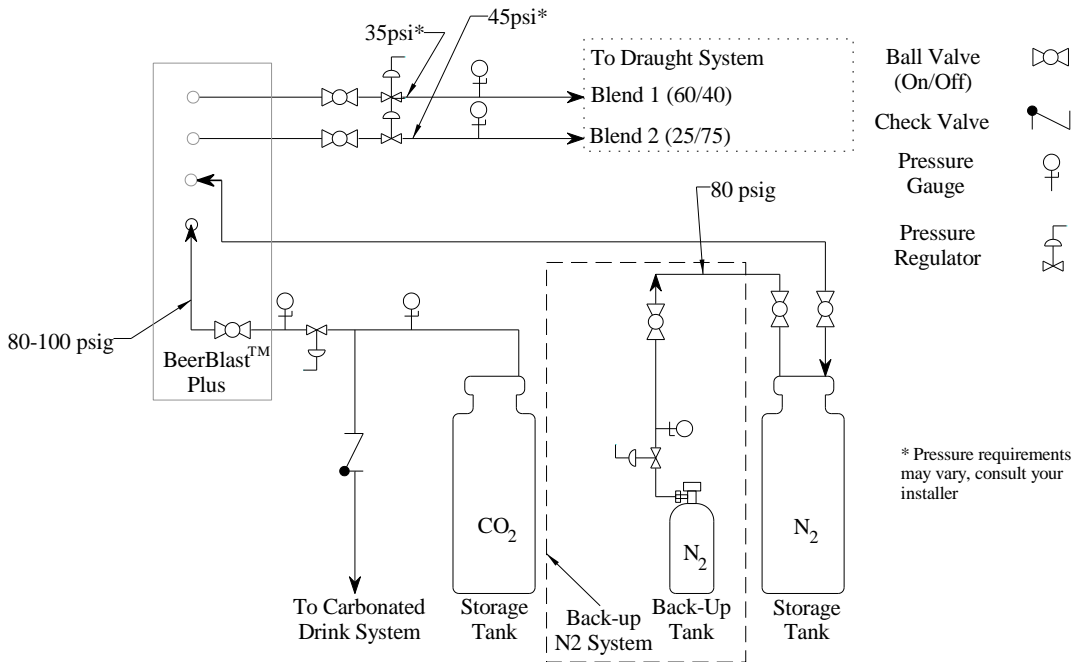 35psi*
45psi*
To Draught System
Blend 1 (60/40)
Blend 2 (25/75)
Ball Valve
(On/Off)
Check Valve
Pressure
Gauge
Pressure
Regulator
80 psig
80-100 psig
BeerBlast™
Plus
CO₂
N₂
N₂
* Pressure requirements
may vary, consult your
installer
To Carbonated
Drink System
Storage
Tank
Back-up
N2 System
Back-Up
Tank
Storage
Tank